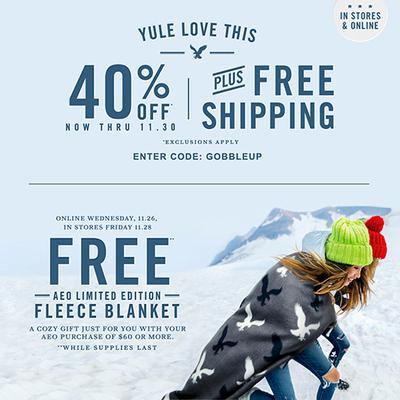 ★ ★ ★
IN STORES
& ONLINE
YULE LOVE THIS
40% OFF*
NOW THRU 11.30
PLUS FREE
SHIPPING
*EXCLUSIONS APPLY
ENTER CODE: GOBBLEUP
ONLINE WEDNESDAY, 11.26,
IN STORES FRIDAY 11.28
FREE**
AEO LIMITED EDITION
FLEECE BLANKET
A COZY GIFT JUST FOR YOU WITH YOUR
AEO PURCHASE OF $60 OR MORE.
**WHILE SUPPLIES LAST